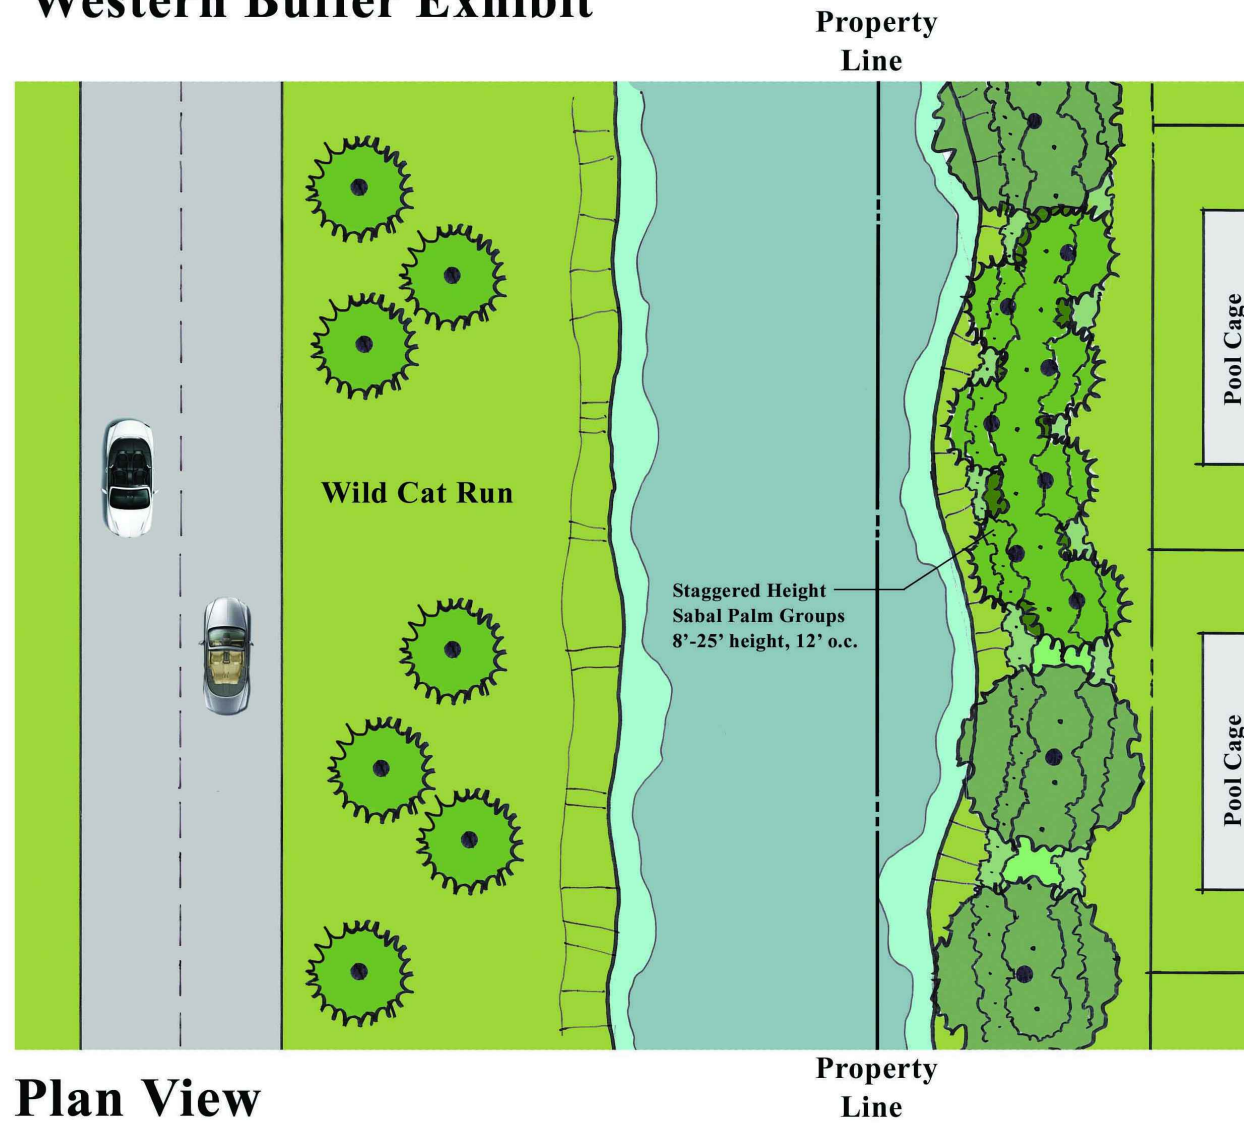 Western Buffer Exhibit
Property
Line
Pool Cage
Wild Cat Run
Staggered Height
Sabal Palm Groups
8'-25' height, 12' o.c.
Pool Cage
Property
Line
Plan View